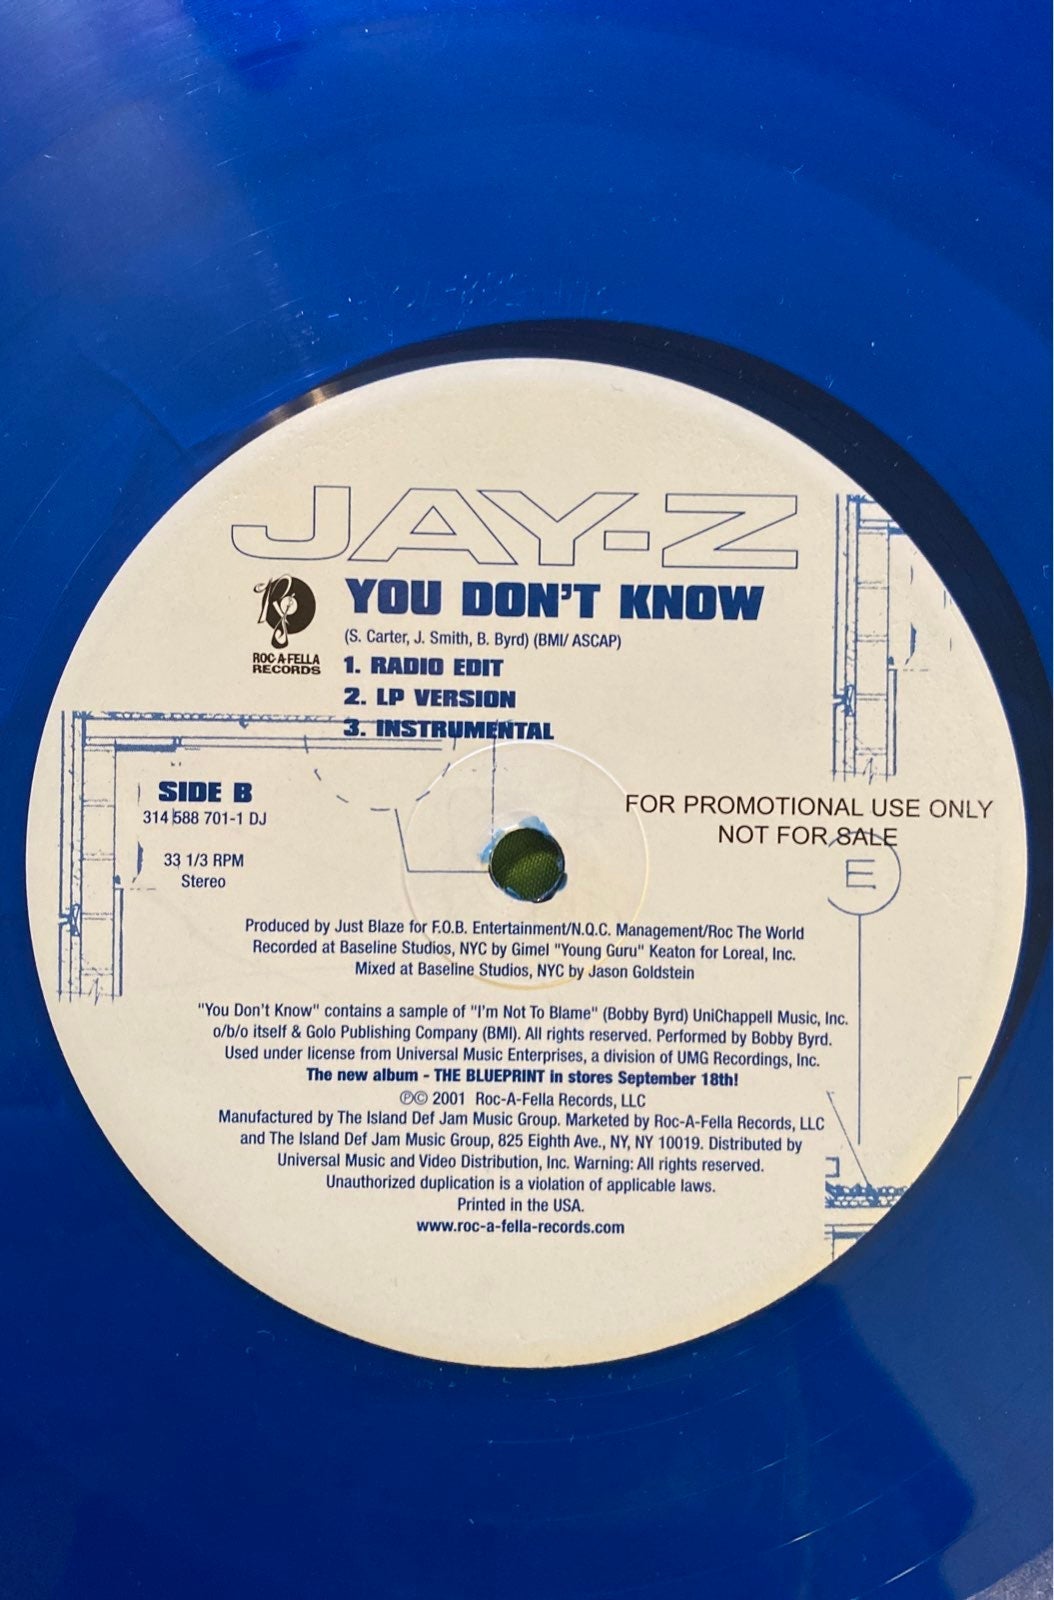 JAY-Z
ROC-A-FELLA
RECORDS
YOU DON'T KNOW
(S. Carter, J. Smith, B. Byrd) (BMI/ ASCAP)
1. RADIO EDIT
2. LP VERSION
3. INSTRUMENTAL
SIDE B
314 588 701-1 DJ
33 1/3 RPM
Stereo
FOR PROMOTIONAL USE ONLY
NOT FOR SALE
E
Produced by Just Blaze for F.O.B. Entertainment/N.Q.C. Management/Roc The World
Recorded at Baseline Studios, NYC by Gimel "Young Guru" Keaton for Loreal, Inc.
Mixed at Baseline Studios, NYC by Jason Goldstein
"You Don't Know" contains a sample of "I'm Not To Blame" (Bobby Byrd) UniChappell Music, Inc.
o/b/o itself & Golo Publishing Company (BMI). All rights reserved. Performed by Bobby Byrd.
Used under license from Universal Music Enterprises, a division of UMG Recordings, Inc.
The new album - THE BLUEPRINT in stores September 18th!
℗© 2001 Roc-A-Fella Records, LLC
Manufactured by The Island Def Jam Music Group. Marketed by Roc-A-Fella Records, LLC
and The Island Def Jam Music Group, 825 Eighth Ave., NY, NY 10019. Distributed by
Universal Music and Video Distribution, Inc. Warning: All rights reserved.
Unauthorized duplication is a violation of applicable laws.
Printed in the USA.
www.roc-a-fella-records.com